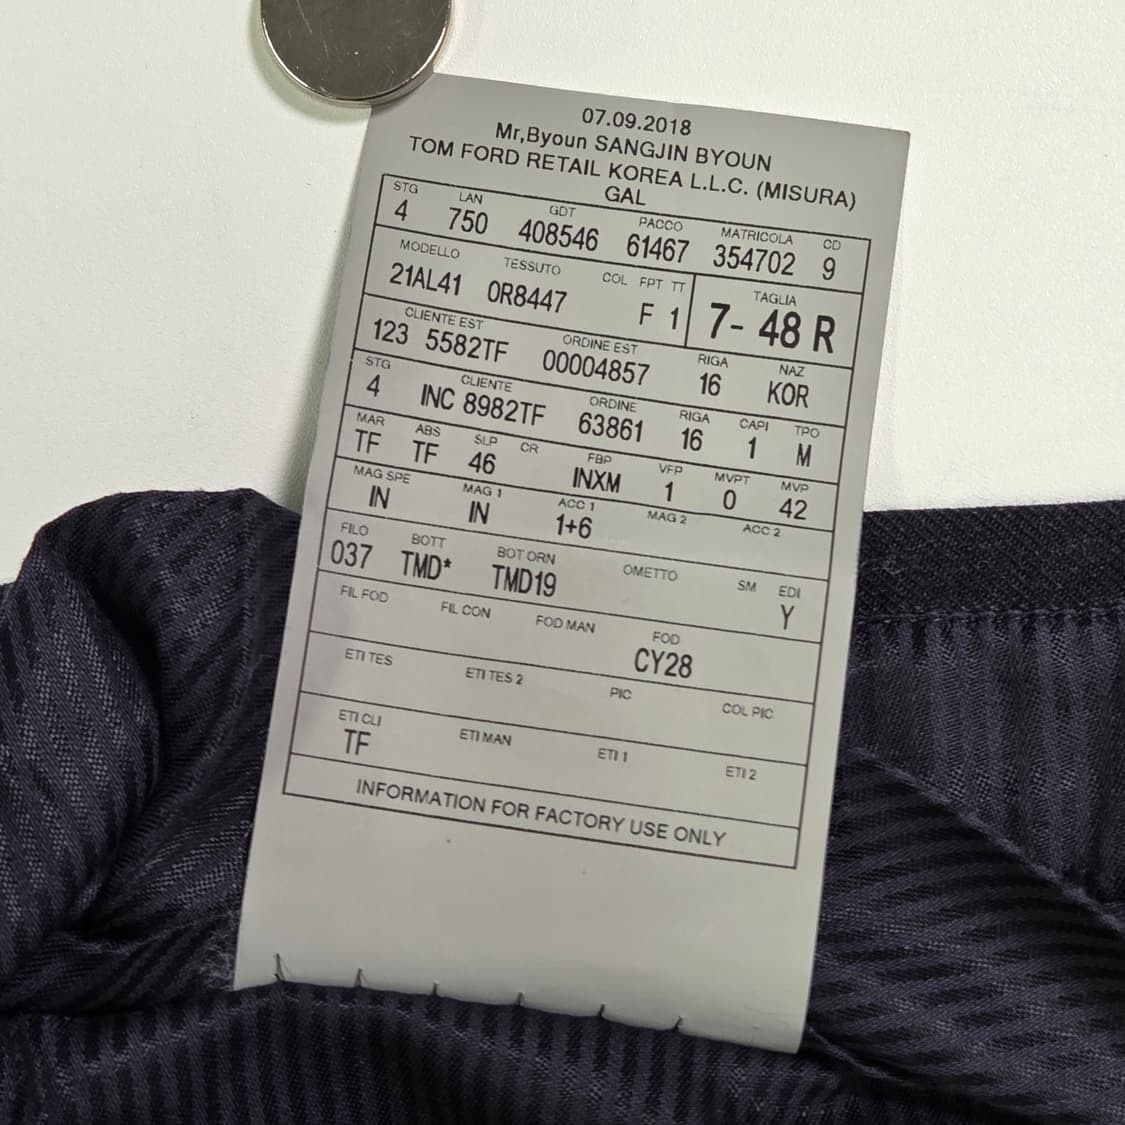 07.09.2018
Mr,Byoun SANGJIN BYOUN
TOM FORD RETAIL KOREA L.L.C. (MISURA)
GAL
STG LAN GDT PACCO MATRICOLA CD
4 750 408546 61467 354702 9
MODELLO TESSUTO COL FPT TT TAGLIA
21AL41 0R8447 F 1 7- 48 R
CLIENTE EST ORDINE EST RIGA NAZ
123 5582TF 00004857 16 KOR
STG CLIENTE ORDINE RIGA CAPI TPO
4 INC 8982TF 63861 16 1 M
MAR ABS SLP CR FBP VFP MVPT MVP
TF TF 46 INXM 1 0 42
MAG SPE MAG 1 ACC 1 MAG 2 ACC 2
IN IN 1+6
FILO BOTT BOT ORN OMETTO SM EDI
037 TMD* TMD19 Y
FIL FOD FIL CON FOD MAN FOD
CY28
ETI TES ETI TES 2 PIC COL PIC
ETI CLI ETI MAN ETI 1 ETI 2
TF
INFORMATION FOR FACTORY USE ONLY